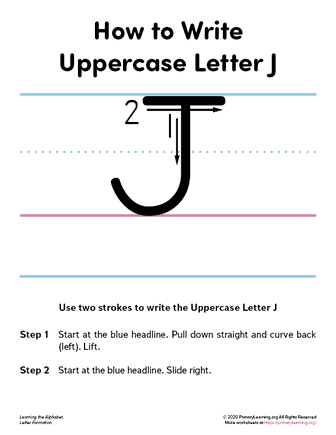 How to Write
Uppercase Letter J
2
1
J
Use two strokes to write the Uppercase Letter J
Step 1 Start at the blue headline. Pull down straight and curve back
(left). Lift.
Step 2 Start at the blue headline. Slide right.
Learning the Alphabet. © 2020 PrimaryLearning.org All Rights Reserved
Letter Formation. More worksheets at https://primarylearning.org/